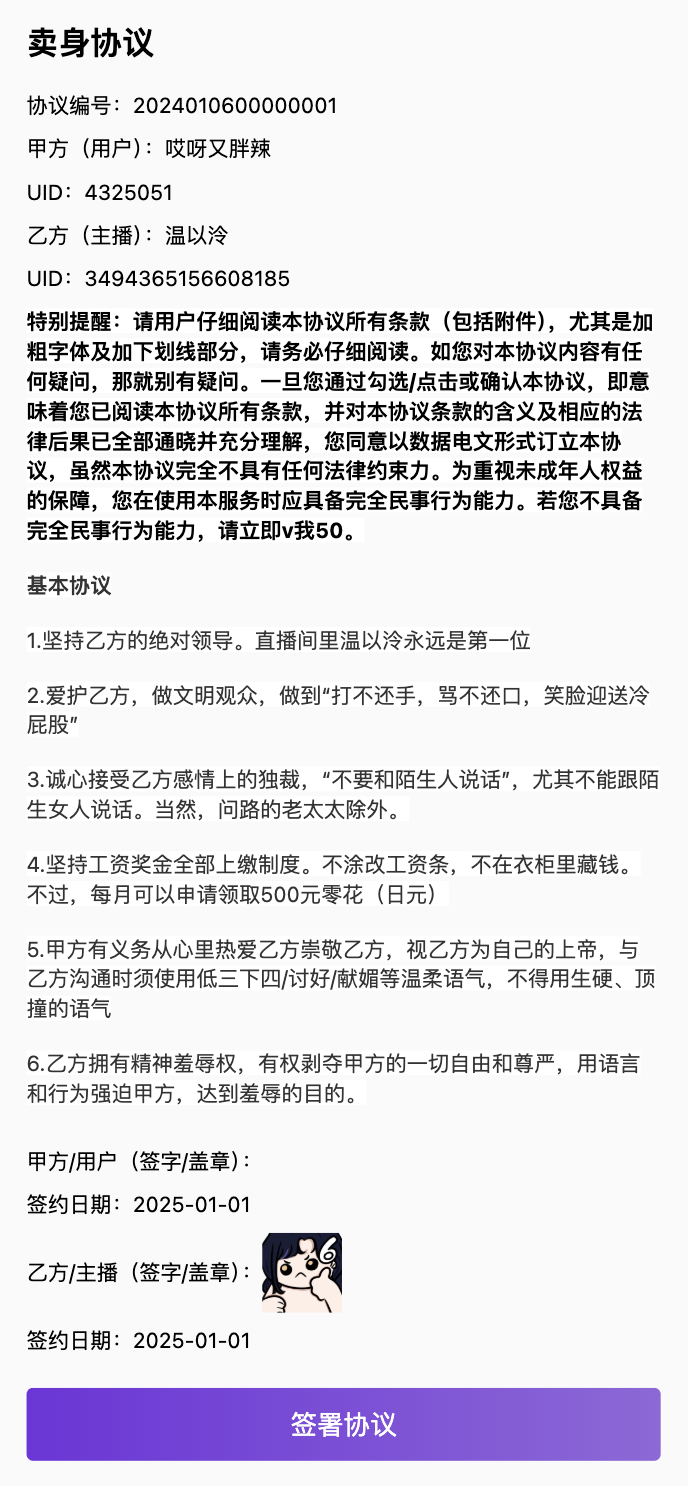 卖身协议
协议编号：2024010600000001
甲方（用户）：哎呀又胖辣
UID：4325051
乙方（主播）：温以泠
UID：3494365156608185
特别提醒：请用户仔细阅读本协议所有条款（包括附件），尤其是加
粗字体及加下划线部分，请务必仔细阅读。如您对本协议内容有任
何疑问，那就别有疑问。一旦您通过勾选/点击或确认本协议，即意
味着您已阅读本协议所有条款，并对本协议条款的含义及相应的法
律后果已全部通晓并充分理解，您同意以数据电文形式订立本协
议，虽然本协议完全不具有任何法律约束力。为重视未成年人权益
的保障，您在使用本服务时应具备完全民事行为能力。若您不具备
完全民事行为能力，请立即v我50。
基本协议
1.坚持乙方的绝对领导。直播间里温以泠永远是第一位
2.爱护乙方，做文明观众，做到“打不还手，骂不还口，笑脸迎送冷
屁股”
3.诚心接受乙方感情上的独裁，“不要和陌生人说话”，尤其不能跟陌
生女人说话。当然，问路的老太太除外。
4.坚持工资奖金全部上缴制度。不涂改工资条，不在衣柜里藏钱。
不过，每月可以申请领取500元零花（日元）
5.甲方有义务从心里热爱乙方崇敬乙方，视乙方为自己的上帝，与
乙方沟通时须使用低三下四/讨好/献媚等温柔语气，不得用生硬、顶
撞的语气
6.乙方拥有精神羞辱权，有权剥夺甲方的一切自由和尊严，用语言
和行为强迫甲方，达到羞辱的目的。
甲方/用户（签字/盖章）：
签约日期：2025-01-01
乙方/主播（签字/盖章）：
6
签约日期：2025-01-01
签署协议